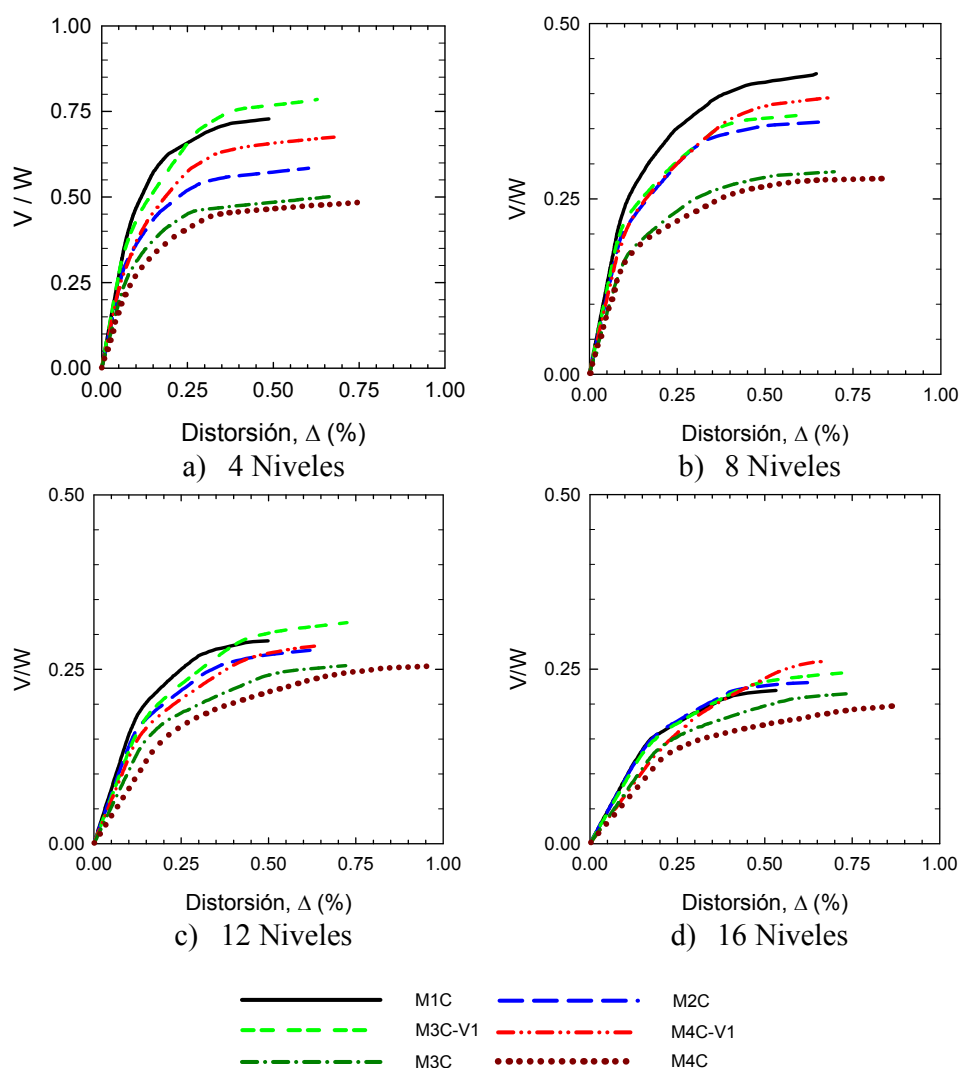 1.00
0.75
0.50
0.25
0.00
V / W
0.00 0.25 0.50 0.75 1.00
Distorsión, Δ (%)
a) 4 Niveles
0.50
0.25
0.00
V/W
0.00 0.25 0.50 0.75 1.00
Distorsión, Δ (%)
b) 8 Niveles
0.50
0.25
0.00
V/W
0.00 0.25 0.50 0.75 1.00
Distorsión, Δ (%)
c) 12 Niveles
0.50
0.25
0.00
V/W
0.00 0.25 0.50 0.75 1.00
Distorsión, Δ (%)
d) 16 Niveles
M1C M2C
M3C-V1 M4C-V1
M3C M4C